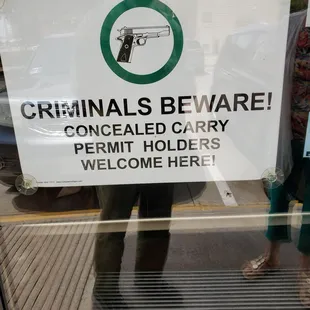 CRIMINALS BEWARE!
CONCEALED CARRY
PERMIT HOLDERS
WELCOME HERE!